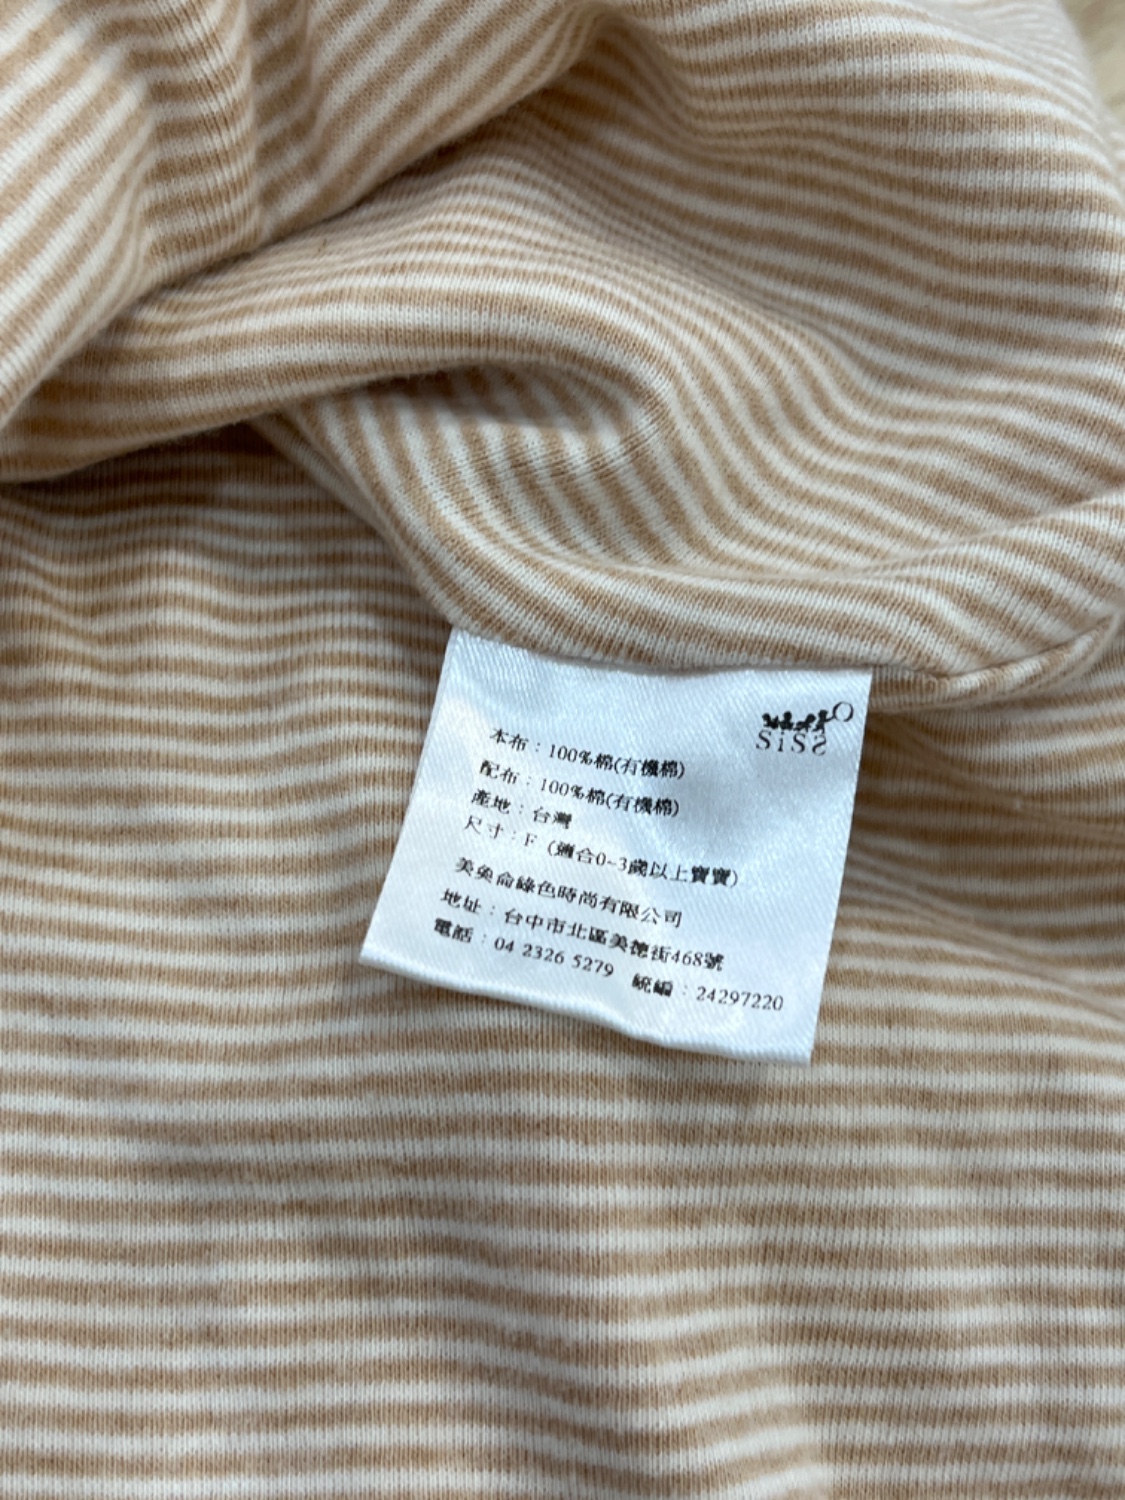 SiSS
本布：100%棉(有機棉)
配布：100%棉(有機棉)
產地：台灣
尺寸：F（適合0~3歲以上寶寶）
美奐侖綠色時尚有限公司
地址：台中市北區美德街468號
電話：04 2326 5279　統編：24297220